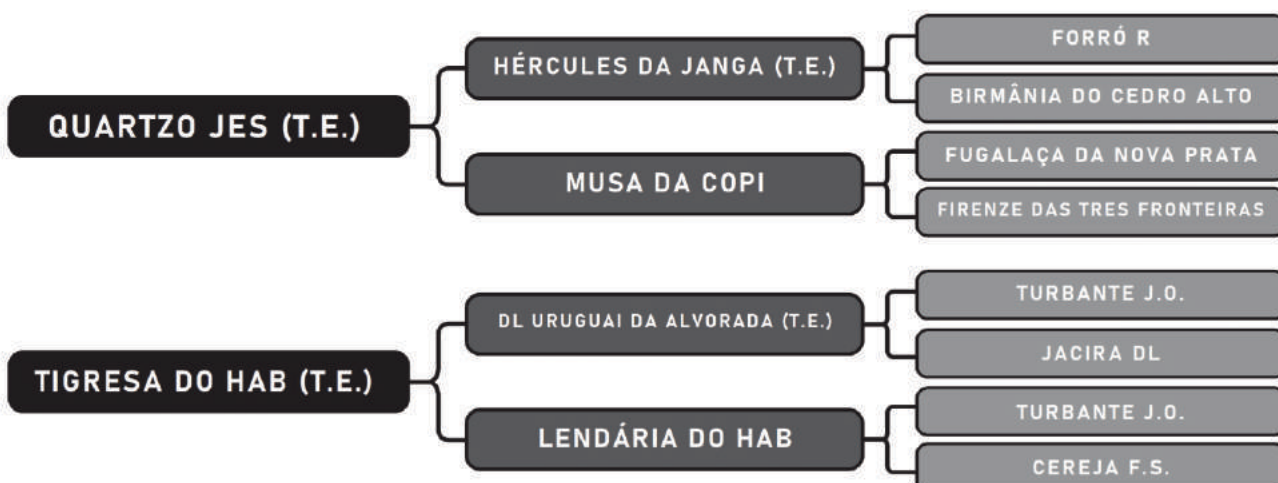 QUARTZO JES (T.E.)
HÉRCULES DA JANGA (T.E.)
FORRÓ R
BIRMÂNIA DO CEDRO ALTO
MUSA DA COPI
FUGALAÇA DA NOVA PRATA
FIRENZE DAS TRES FRONTEIRAS
TIGRESA DO HAB (T.E.)
DL URUGUAI DA ALVORADA (T.E.)
TURBANTE J.O.
JACIRA DL
LENDÁRIA DO HAB
TURBANTE J.O.
CEREJA F.S.